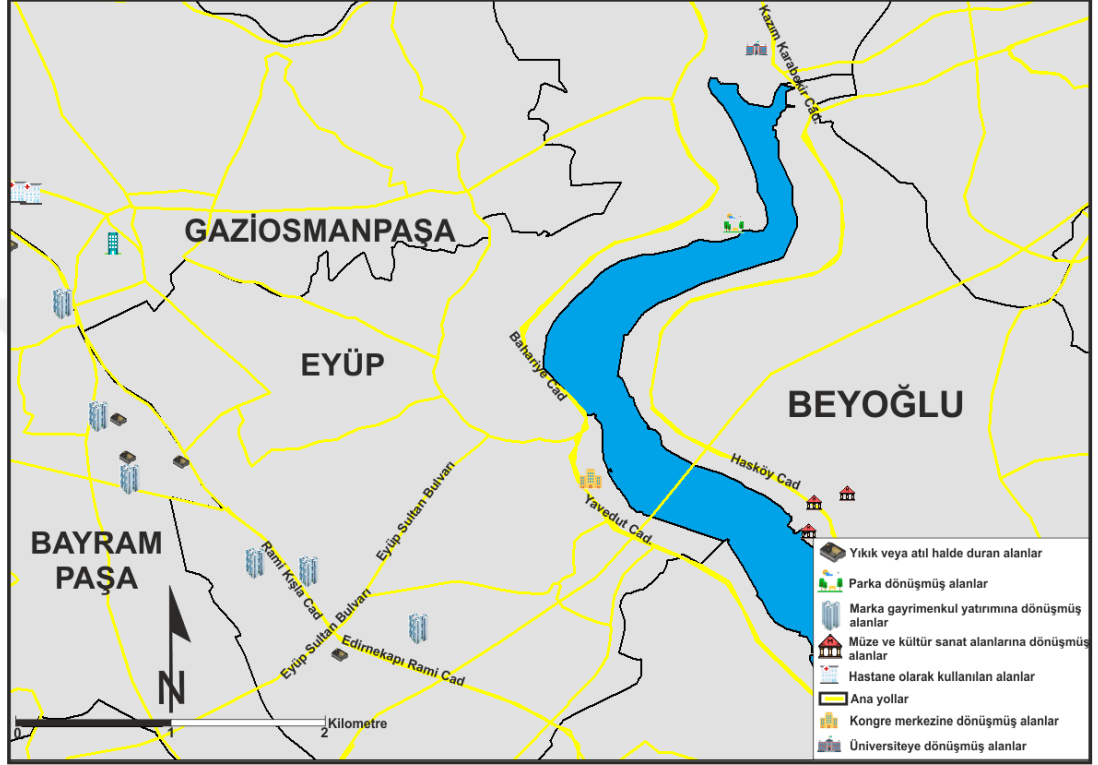 Kazım Karabekir Cad.
GAZİOSMANPAŞA
Bahariye Cad
EYÜP
BEYOĞLU
Hasköy Cad
Eyüp Sultan Bulvarı
Yavedut Cad.
BAYRAM
PAŞA
Rami Kışla Cad
Eyüp Sultan Bulvarı
Edirnekapı Rami Cad
N
0 1 2 Kilometre
Yıkık veya atıl halde duran alanlar
Parka dönüşmüş alanlar
Marka gayrimenkul yatırımına dönüşmüş
alanlar
Müze ve kültür sanat alanlarına dönüşmüş
alanlar
Hastane olarak kullanılan alanlar
Ana yollar
Kongre merkezine dönüşmüş alanlar
Üniversiteye dönüşmüş alanlar